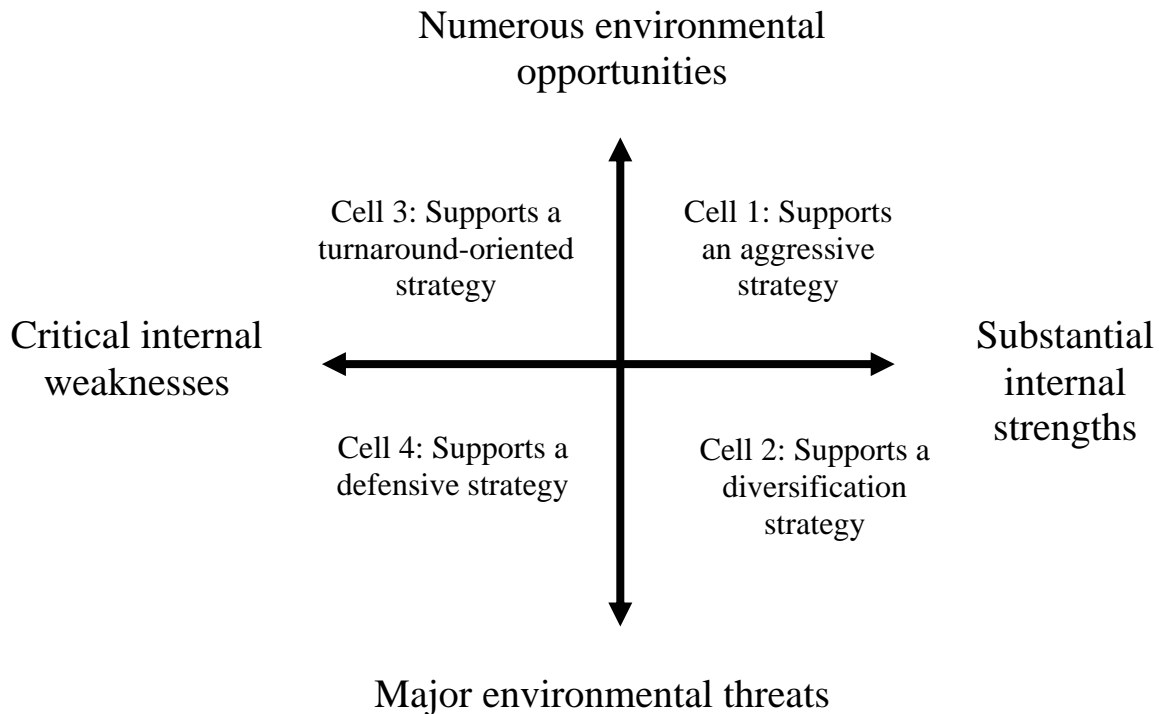 Numerous environmental
opportunities
Cell 3: Supports a
turnaround-oriented
strategy
Cell 1: Supports
an aggressive
strategy
Critical internal
weaknesses
Substantial
internal
strengths
Cell 4: Supports a
defensive strategy
Cell 2: Supports a
diversification
strategy
Major environmental threats